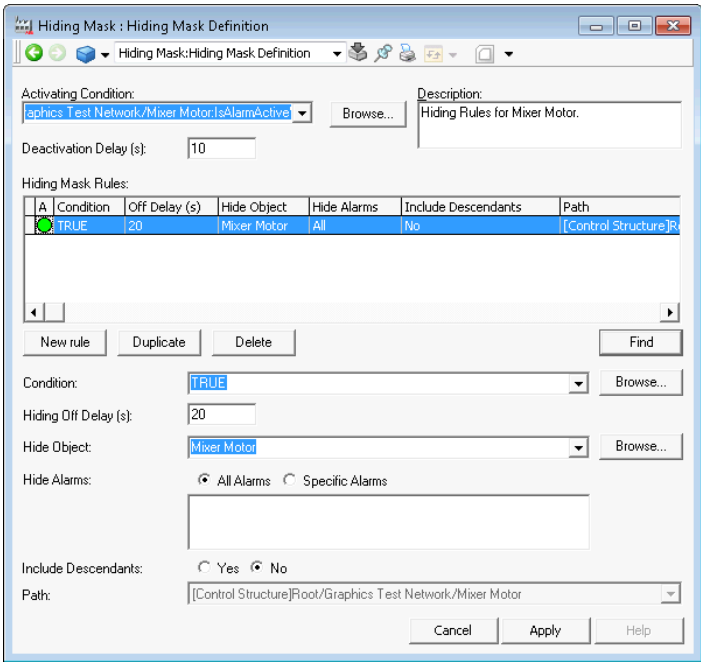 Hiding Mask : Hiding Mask Definition
Hiding Mask:Hiding Mask Definition
Activating Condition:
Description:
raphics Test Network/Mixer Motor:IsAlarmActive
Browse...
Hiding Rules for Mixer Motor.
Deactivation Delay (s):
10
Hiding Mask Rules:
A Condition Off Delay (s) Hide Object Hide Alarms Include Descendants Path
TRUE 20 Mixer Motor All No [Control Structure]R
New rule Duplicate Delete Find
Condition: TRUE Browse...
Hiding Off Delay (s): 20
Hide Object: Mixer Motor Browse...
Hide Alarms: All Alarms Specific Alarms
Include Descendants: Yes No
Path: [Control Structure]Root/Graphics Test Network/Mixer Motor
Cancel Apply Help